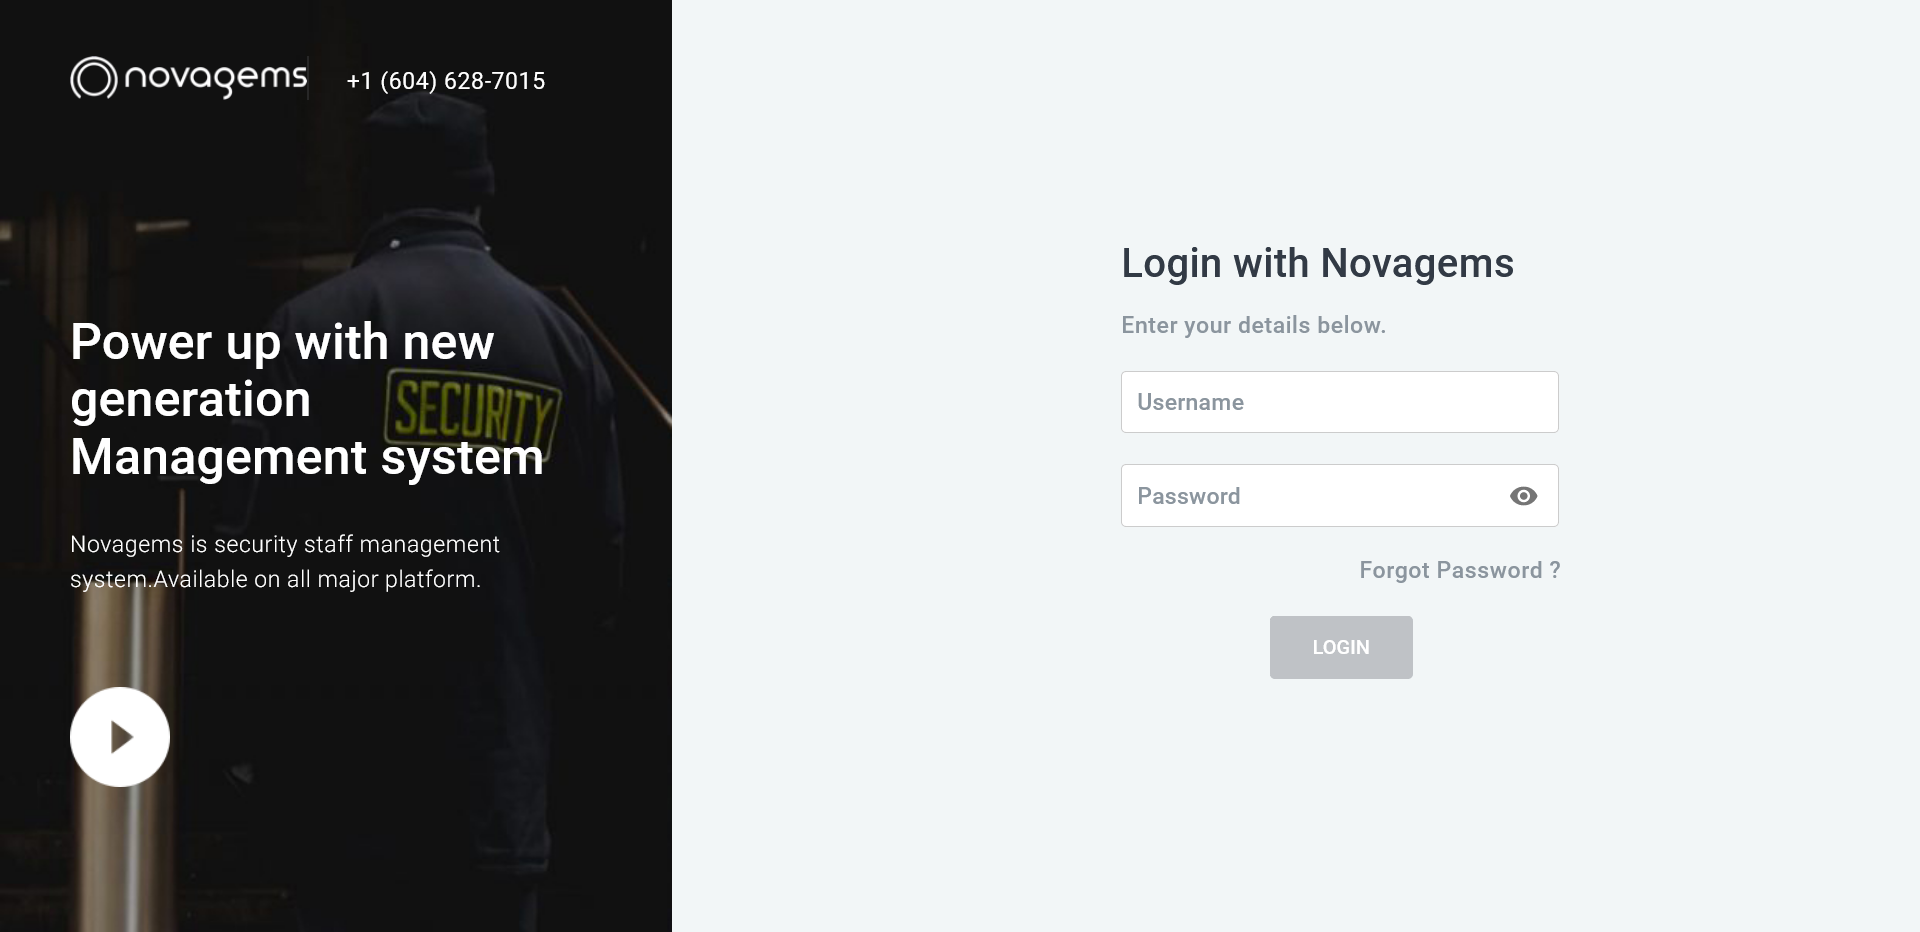 novagems
+1 (604) 628-7015
Power up with new
generation
Management system
SECURITY
Novagems is security staff management
system.Available on all major platform.
Login with Novagems
Enter your details below.
Username
Password
Forgot Password ?
LOGIN